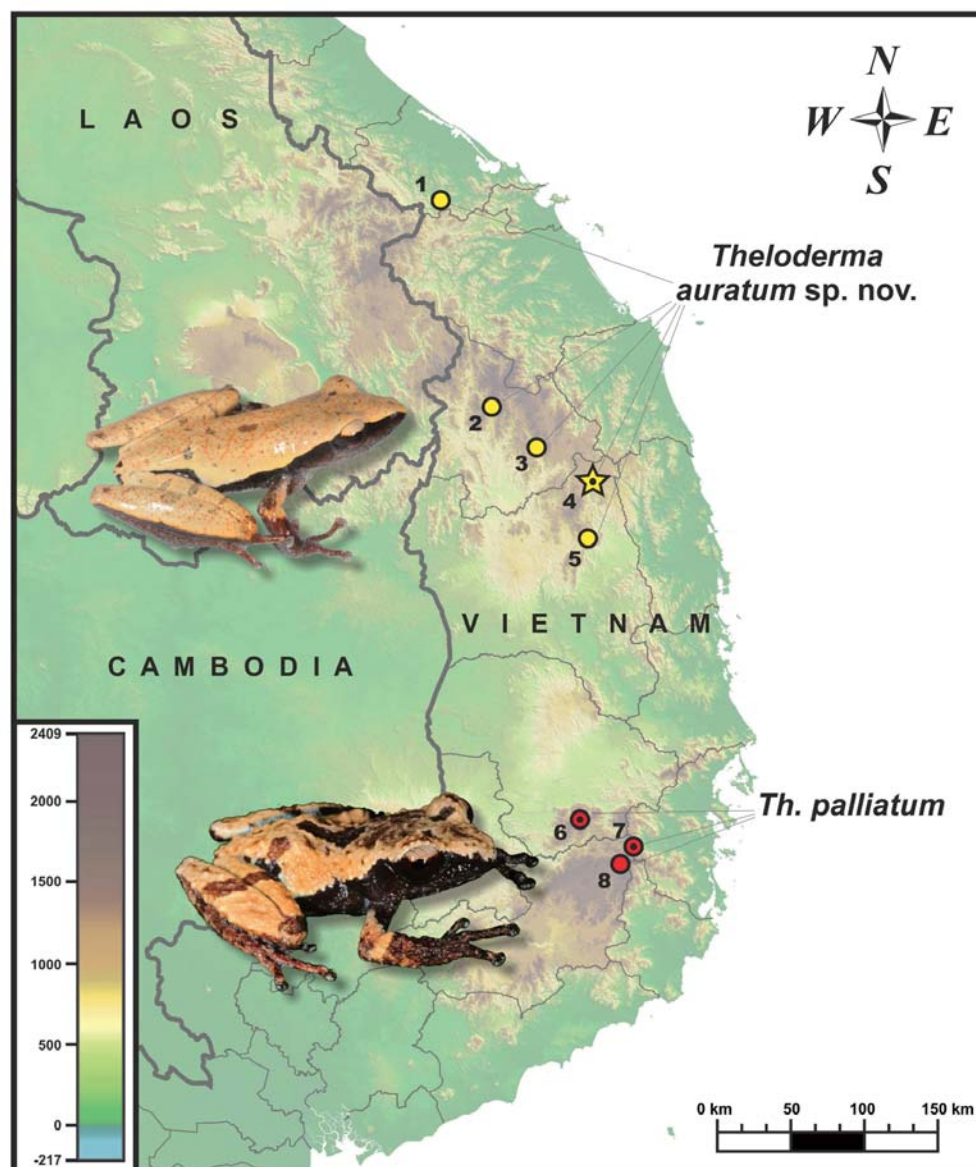 N
W E
S
L A O S
1
Theloderma
auratum sp. nov.
2
3
4
5
V I E T N A M
C A M B O D I A
2409
2000
1500
1000
500
0
-217
Th. palliatum
6
7
8
0 km 50 100 150 km